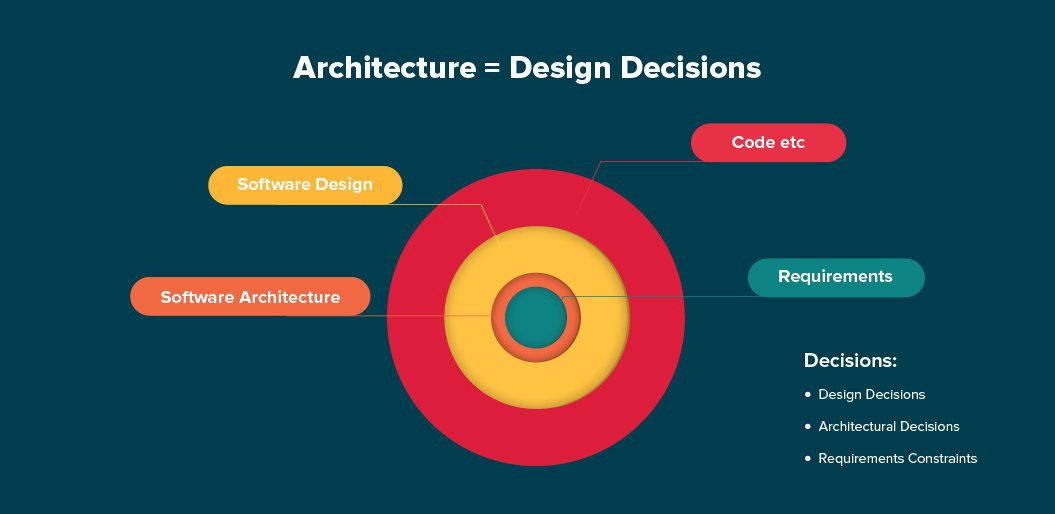 Architecture = Design Decisions
Code etc
Software Design
Requirements
Software Architecture
Decisions:
• Design Decisions
• Architectural Decisions
• Requirements Constraints